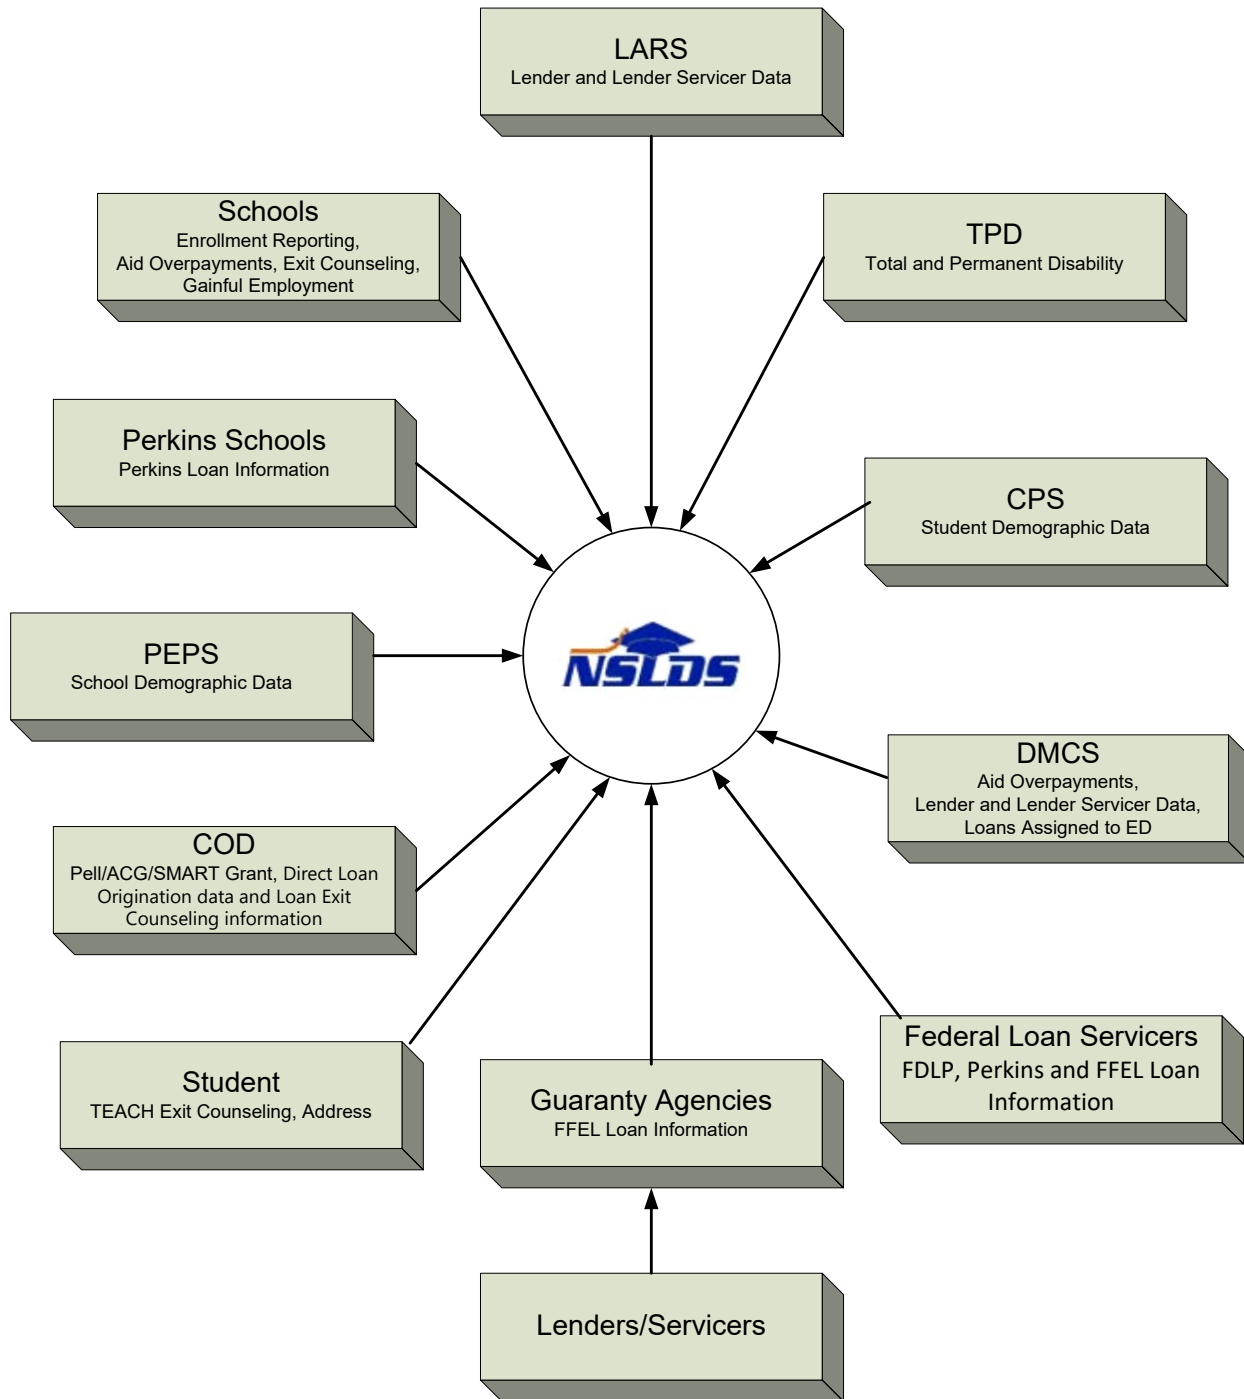 LARS
Lender and Lender Servicer Data
Schools
Enrollment Reporting,
Aid Overpayments, Exit Counseling,
Gainful Employment
TPD
Total and Permanent Disability
Perkins Schools
Perkins Loan Information
CPS
Student Demographic Data
PEPS
School Demographic Data
NSLDS
DMCS
Aid Overpayments,
Lender and Lender Servicer Data,
Loans Assigned to ED
COD
Pell/ACG/SMART Grant, Direct Loan
Origination data and Loan Exit
Counseling information
Student
TEACH Exit Counseling, Address
Guaranty Agencies
FFEL Loan Information
Federal Loan Servicers
FDLP, Perkins and FFEL Loan
Information
Lenders/Servicers